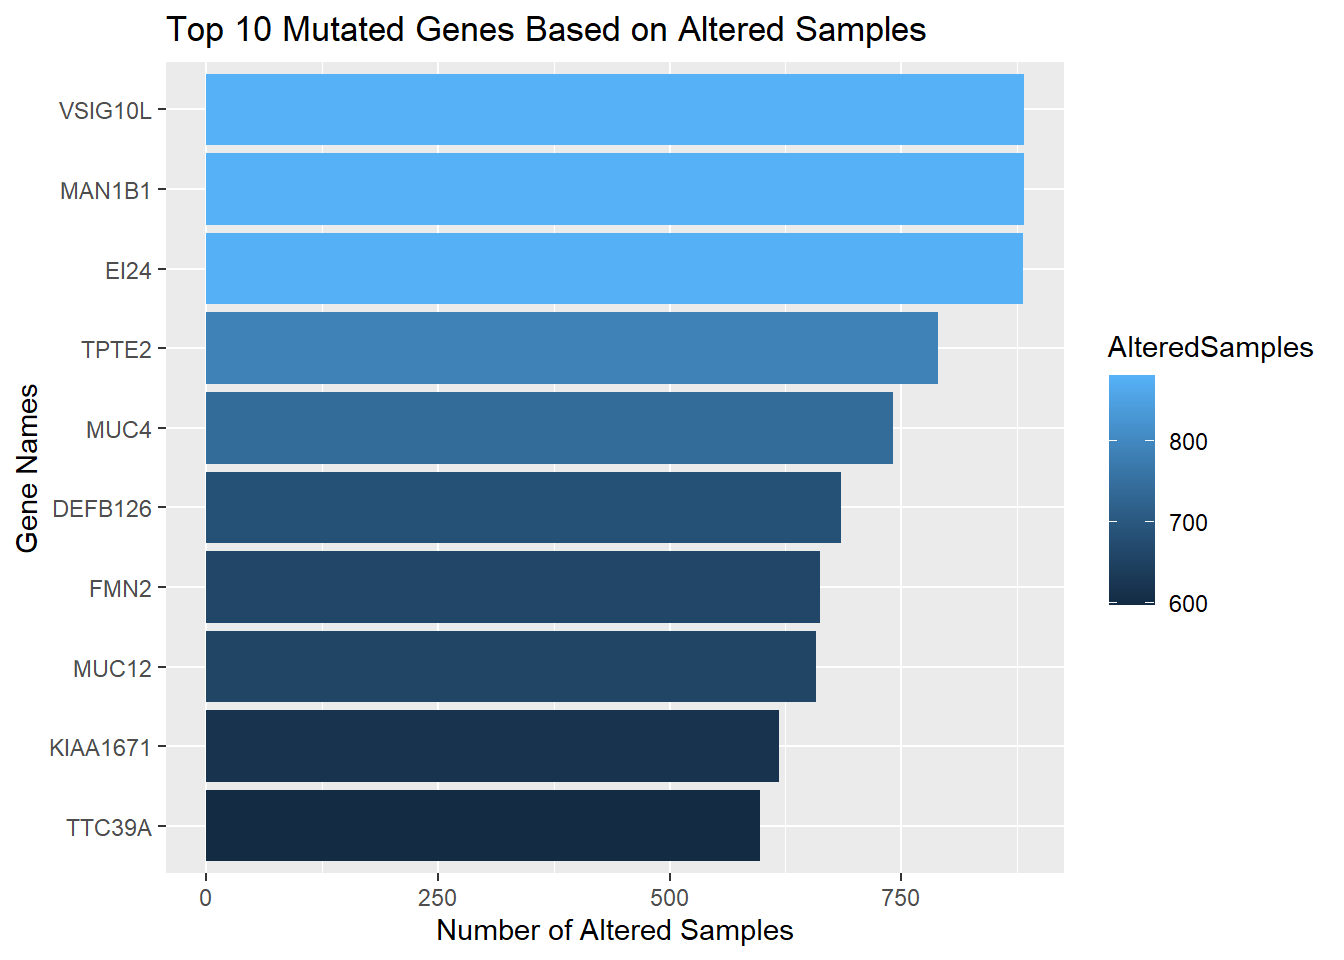 Top 10 Mutated Genes Based on Altered Samples
Gene Names
VSIG10L
MAN1B1
EI24
TPTE2
MUC4
DEFB126
FMN2
MUC12
KIAA1671
TTC39A
0 250 500 750
Number of Altered Samples
AlteredSamples
800
700
600